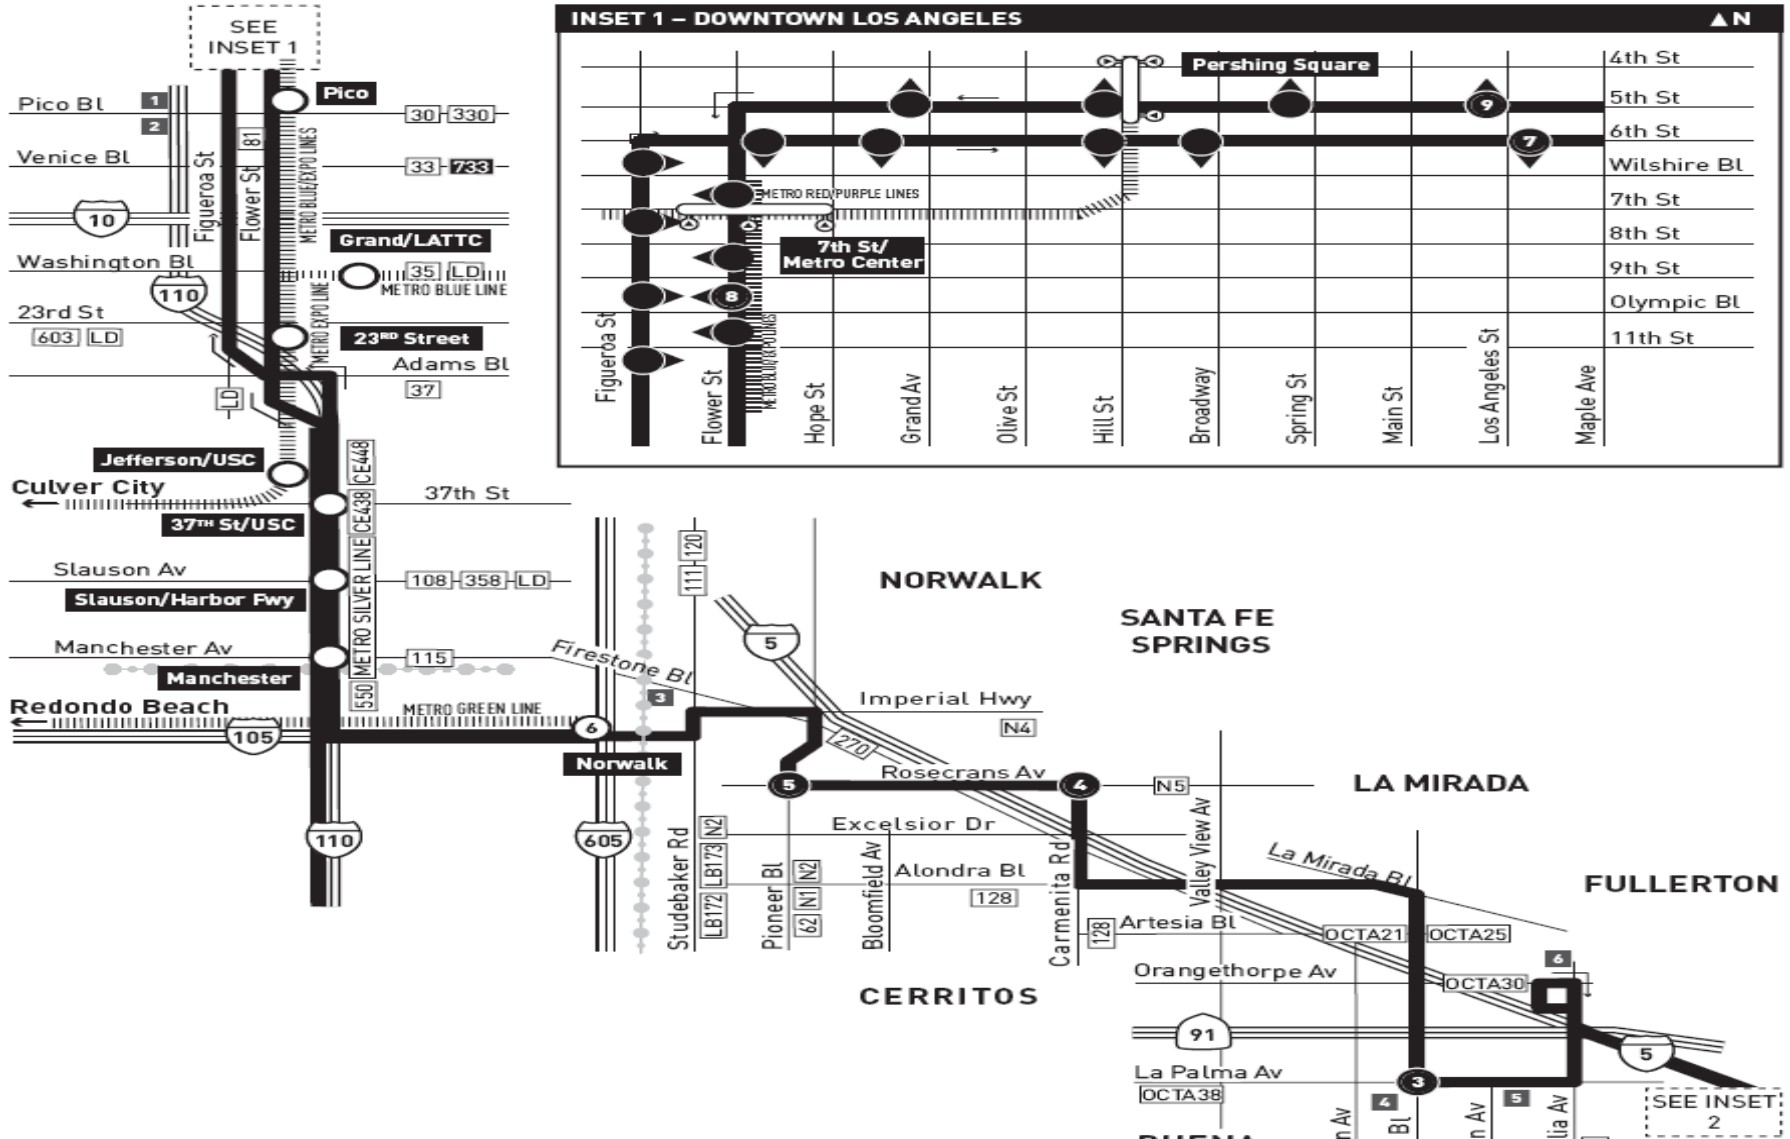 SEE
INSET 1
Pico
Pico Bl
1
2
30
330
Venice Bl
33
733
81
Figueroa St
Flower St
METRO BLUE/EXPO LINES
10
Grand/LATTC
Washington Bl
35
LD
METRO BLUE LINE
110
23rd St
603
LD
23RD Street
METRO EXPO LINE
Adams Bl
37
LD
Jefferson/USC
Culver City
37th St
37TH St/USC
CE448
CE438
METRO SILVER LINE
550
Slauson Av
108
358
LD
Slauson/Harbor Fwy
Manchester Av
115
Manchester
Redondo Beach
METRO GREEN LINE
105
6
Norwalk
110
605
INSET 1 – DOWNTOWN LOS ANGELES
N
Pershing Square
4th St
5th St
9
6th St
7
Wilshire Bl
METRO RED/PURPLE LINES
7th St
7th St/
Metro Center
8th St
9th St
8
Olympic Bl
11th St
METRO BLUE/EXPO LINES
Figueroa St
Flower St
Hope St
Grand Av
Olive St
Hill St
Broadway
Spring St
Main St
Los Angeles St
Maple Ave
120
111
NORWALK
SANTA FE
SPRINGS
5
Firestone Bl
3
Imperial Hwy
N4
270
Rosecrans Av
5
4
N5
LA MIRADA
Excelsior Dr
Studebaker Rd
N2
LB173
LB172
Pioneer Bl
N2
N1
62
Bloomfield Av
Alondra Bl
128
Carmenita Rd
128
Valley View Av
La Mirada Bl
FULLERTON
Artesia Bl
OCTA21
OCTA25
Orangethorpe Av
OCTA30
6
CERRITOS
91
5
La Palma Av
OCTA38
3
4
5
SEE INSET
2
n Av
Bl
n Av
lia Av